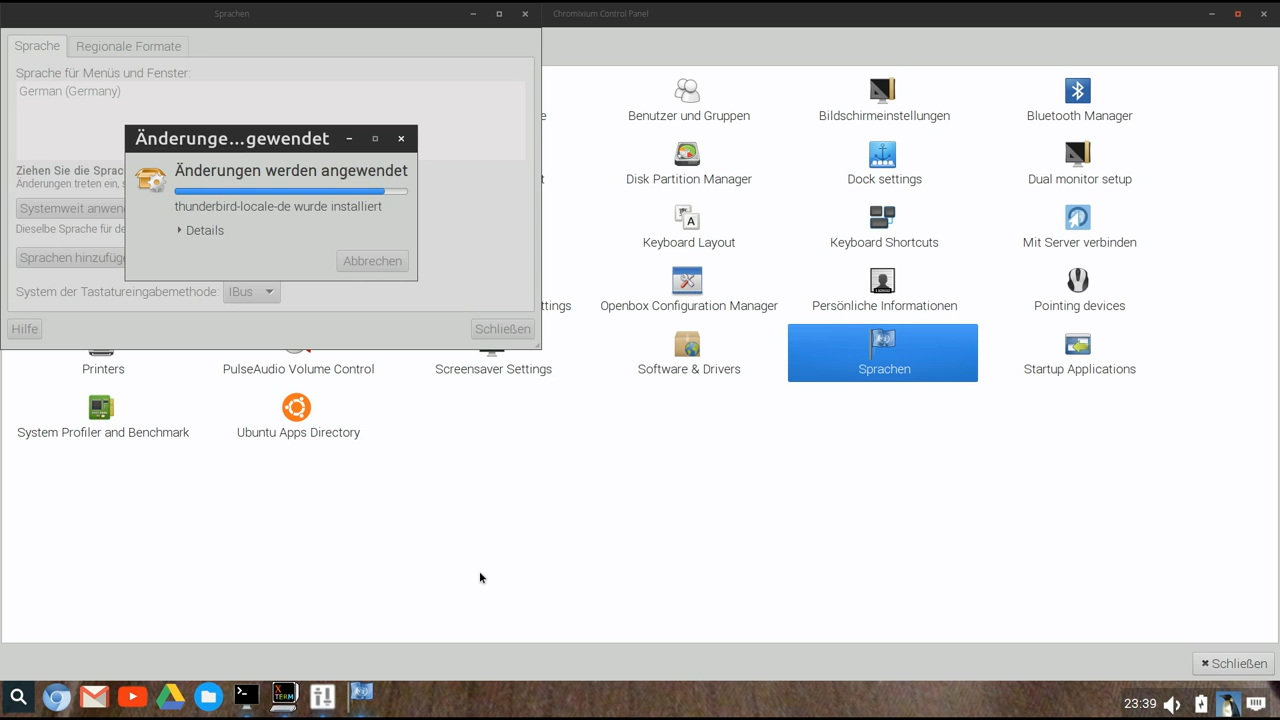 Sprachen
Chromixium Control Panel
Sprache
Regionale Formate
Sprache für Menüs und Fenster:
German (Germany)
Änderunge...gewendet
Änderungen werden angewendet
thunderbird-locale-de wurde installiert
Details
Abbrechen
Ziehen Sie die Sprac
Änderungen treten ein, s
Systemweit anwen
Dieselbe Sprache für de
Sprachen hinzufüg
System der Tastatureingabemethode:
IBus
Hilfe
Schließen
e
Benutzer und Gruppen
Bildschirmeinstellungen
Bluetooth Manager
t
Disk Partition Manager
Dock settings
Dual monitor setup
Keyboard Layout
Keyboard Shortcuts
Mit Server verbinden
ttings
Openbox Configuration Manager
Persönliche Informationen
Pointing devices
Printers
PulseAudio Volume Control
Screensaver Settings
Software & Drivers
Sprachen
Startup Applications
System Profiler and Benchmark
Ubuntu Apps Directory
Schließen
X TERM
23:39